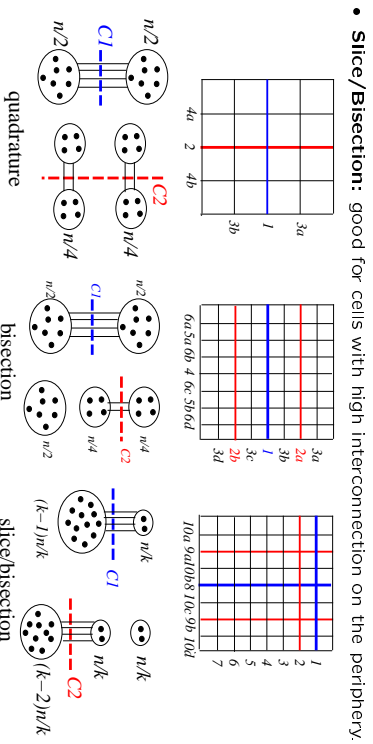 • Slice/Bisection: good for cells with high interconnection on the periphery.
3a
1
3b
4a 2 4b
3a
2a
3b
1
3c
2b
3d
6a 5a 6b 4 6c 5b 6d
1
2
3
4
5
6
7
10a 9a 10b 8 10c 9b 10d
n/2
C1
n/2
C2
n/4
n/4
quadrature
n/2
C1
n/2
n/4
C2
n/4
n/2
bisection
n/k
C1
(k−1)n/k
n/k
n/k
C2
(k−2)n/k
slice/bisection